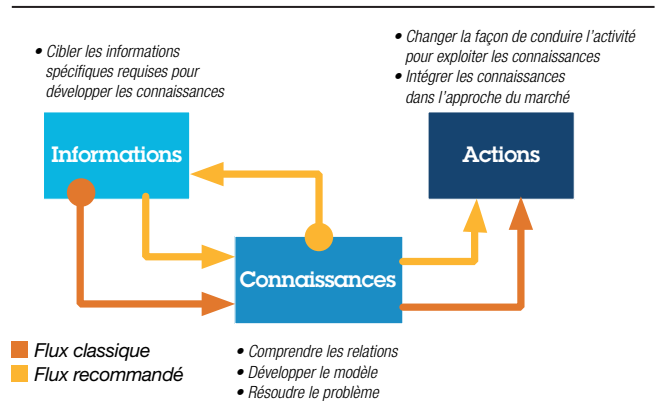 • Cibler les informations
spécifiques requises pour
développer les connaissances
• Changer la façon de conduire l’activité
pour exploiter les connaissances
• Intégrer les connaissances
dans l’approche du marché
Informations
Actions
Connaissances
Flux classique
Flux recommandé
• Comprendre les relations
• Développer le modèle
• Résoudre le problème